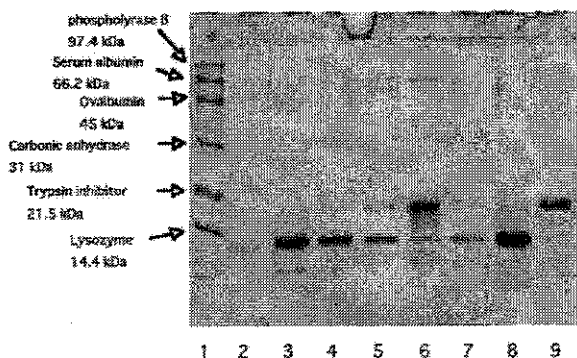 phospholyrase B
97.4 kDa
Serum albumin
66.2 kDa
Ovalbumin
45 kDa
Carbonic anhydrase
31 kDa
Trypsin inhibitor
21.5 kDa
Lysozyme
14.4 kDa
1 2 3 4 5 6 7 8 9